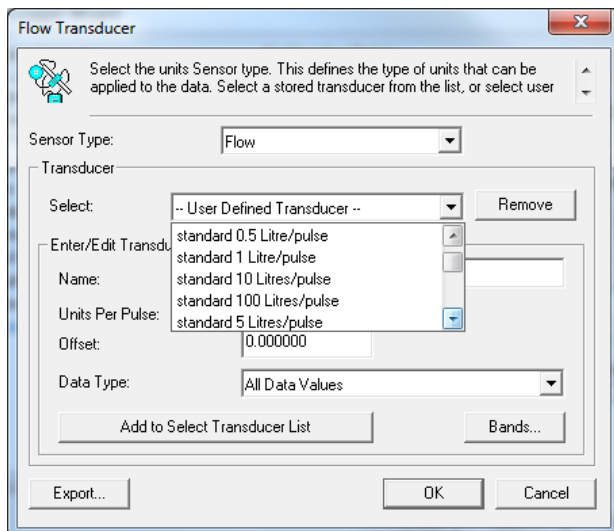 Flow Transducer
Select the units Sensor type. This defines the type of units that can be
applied to the data. Select a stored transducer from the list, or select user
Sensor Type:
Flow
Transducer
Select:
-- User Defined Transducer --
Remove
standard 0.5 Litre/pulse
standard 1 Litre/pulse
standard 10 Litres/pulse
standard 100 Litres/pulse
standard 5 Litres/pulse
Enter/Edit Transdu
Name:
Units Per Pulse:
Offset:
0.000000
Data Type:
All Data Values
Add to Select Transducer List
Bands...
Export...
OK
Cancel